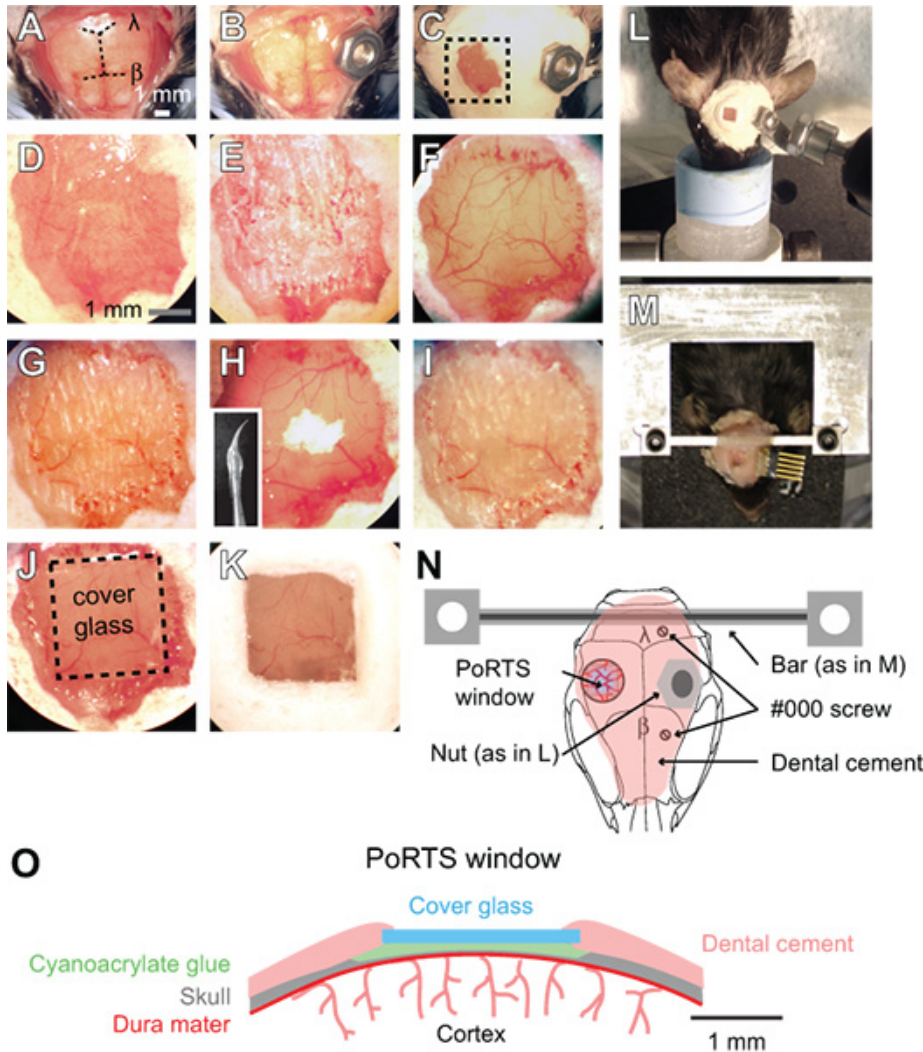 A
λ
β
1 mm
B
C
L
D
1 mm
E
F
G
H
I
M
J
cover
glass
K
N
λ
PoRTS
window
β
Nut (as in L)
Bar (as in M)
#000 screw
Dental cement
O
PoRTS window
Cover glass
Cyanoacrylate glue
Skull
Dura mater
Dental cement
Cortex
1 mm